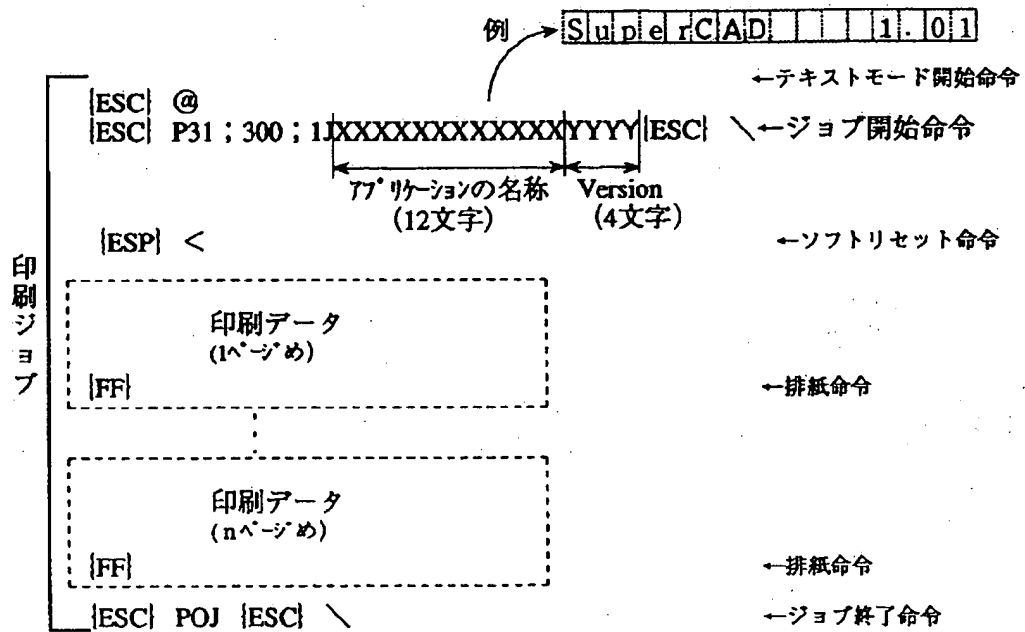 例 SuperCAD 1.01
←テキストモード開始命令
{ESC} @
{ESC} P31 ; 300 ; 1JXXXXXXXXXXXXYYYY{ESC} \ ←ジョブ開始命令
アプリケーションの名称 Version
(12文字) (4文字)
{ESP} < ←ソフトリセット命令
印刷ジョブ
印刷データ
(1ページめ)
{FF} ←排紙命令
印刷データ
(nページめ)
{FF} ←排紙命令
{ESC} POJ {ESC} \ ←ジョブ終了命令